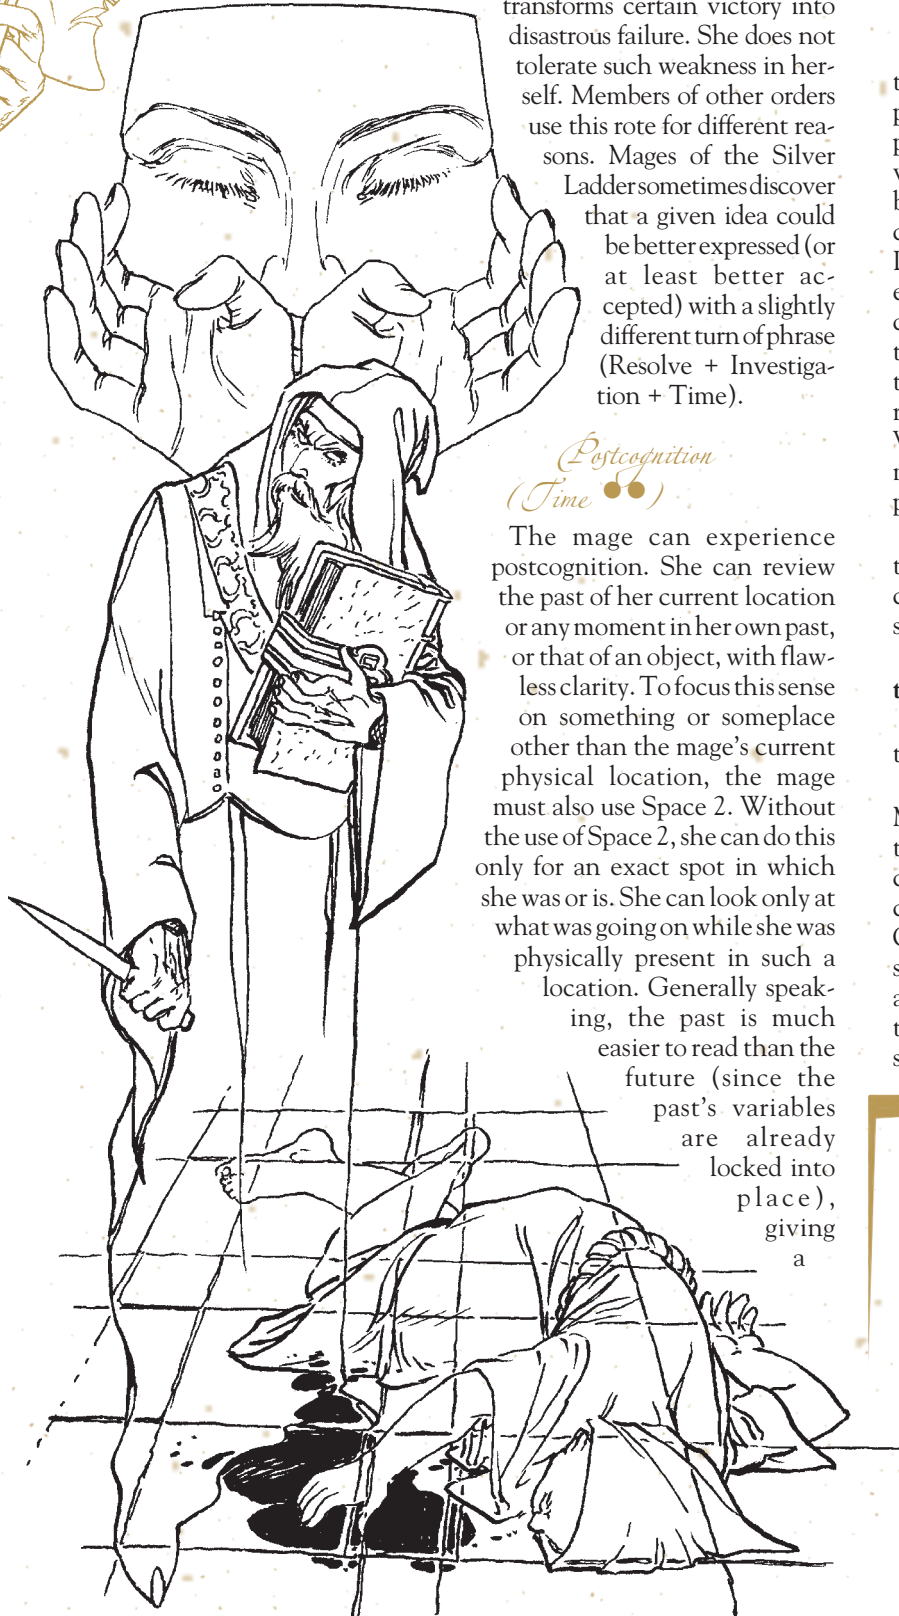 transforms certain victory into
disastrous failure. She does not
tolerate such weakness in her-
self. Members of other orders
use this rote for different rea-
sons. Mages of the Silver
Ladder sometimes discover
that a given idea could
be better expressed (or
at least better ac-
cepted) with a slightly
different turn of phrase
(Resolve + Investiga-
tion + Time).
Postcognition
(Time ●●)
The mage can experience
postcognition. She can review
the past of her current location
or any moment in her own past,
or that of an object, with flaw-
less clarity. To focus this sense
on something or someplace
other than the mage's current
physical location, the mage
must also use Space 2. Without
the use of Space 2, she can do this
only for an exact spot in which
she was or is. She can look only at
what was going on while she was
physically present in such a
location. Generally speak-
ing, the past is much
easier to read than the
future (since the
past's variables
are already
locked into
place),
giving
a